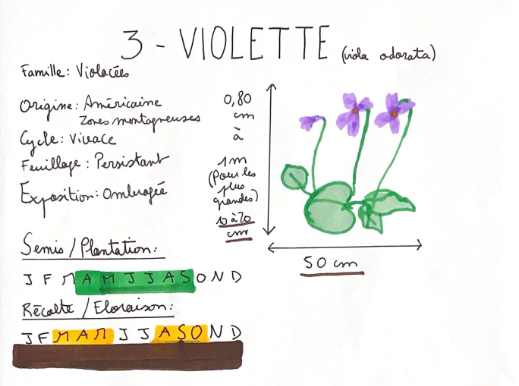 3 - VIOLETTE (viola odorata)
Famille: Violacées
Origine: Américaine
Zones montagneuses
Cycle: Vivace
Feuillage: Persistant
Exposition: Ombragée
0,80
cm
à
1m
(Pour les
plus
grandes)
10 à 20
cm
50 cm
Semis / Plantation:
J F M A M J J A S O N D
Récolte / Floraison:
J F M A M J J A S O N D